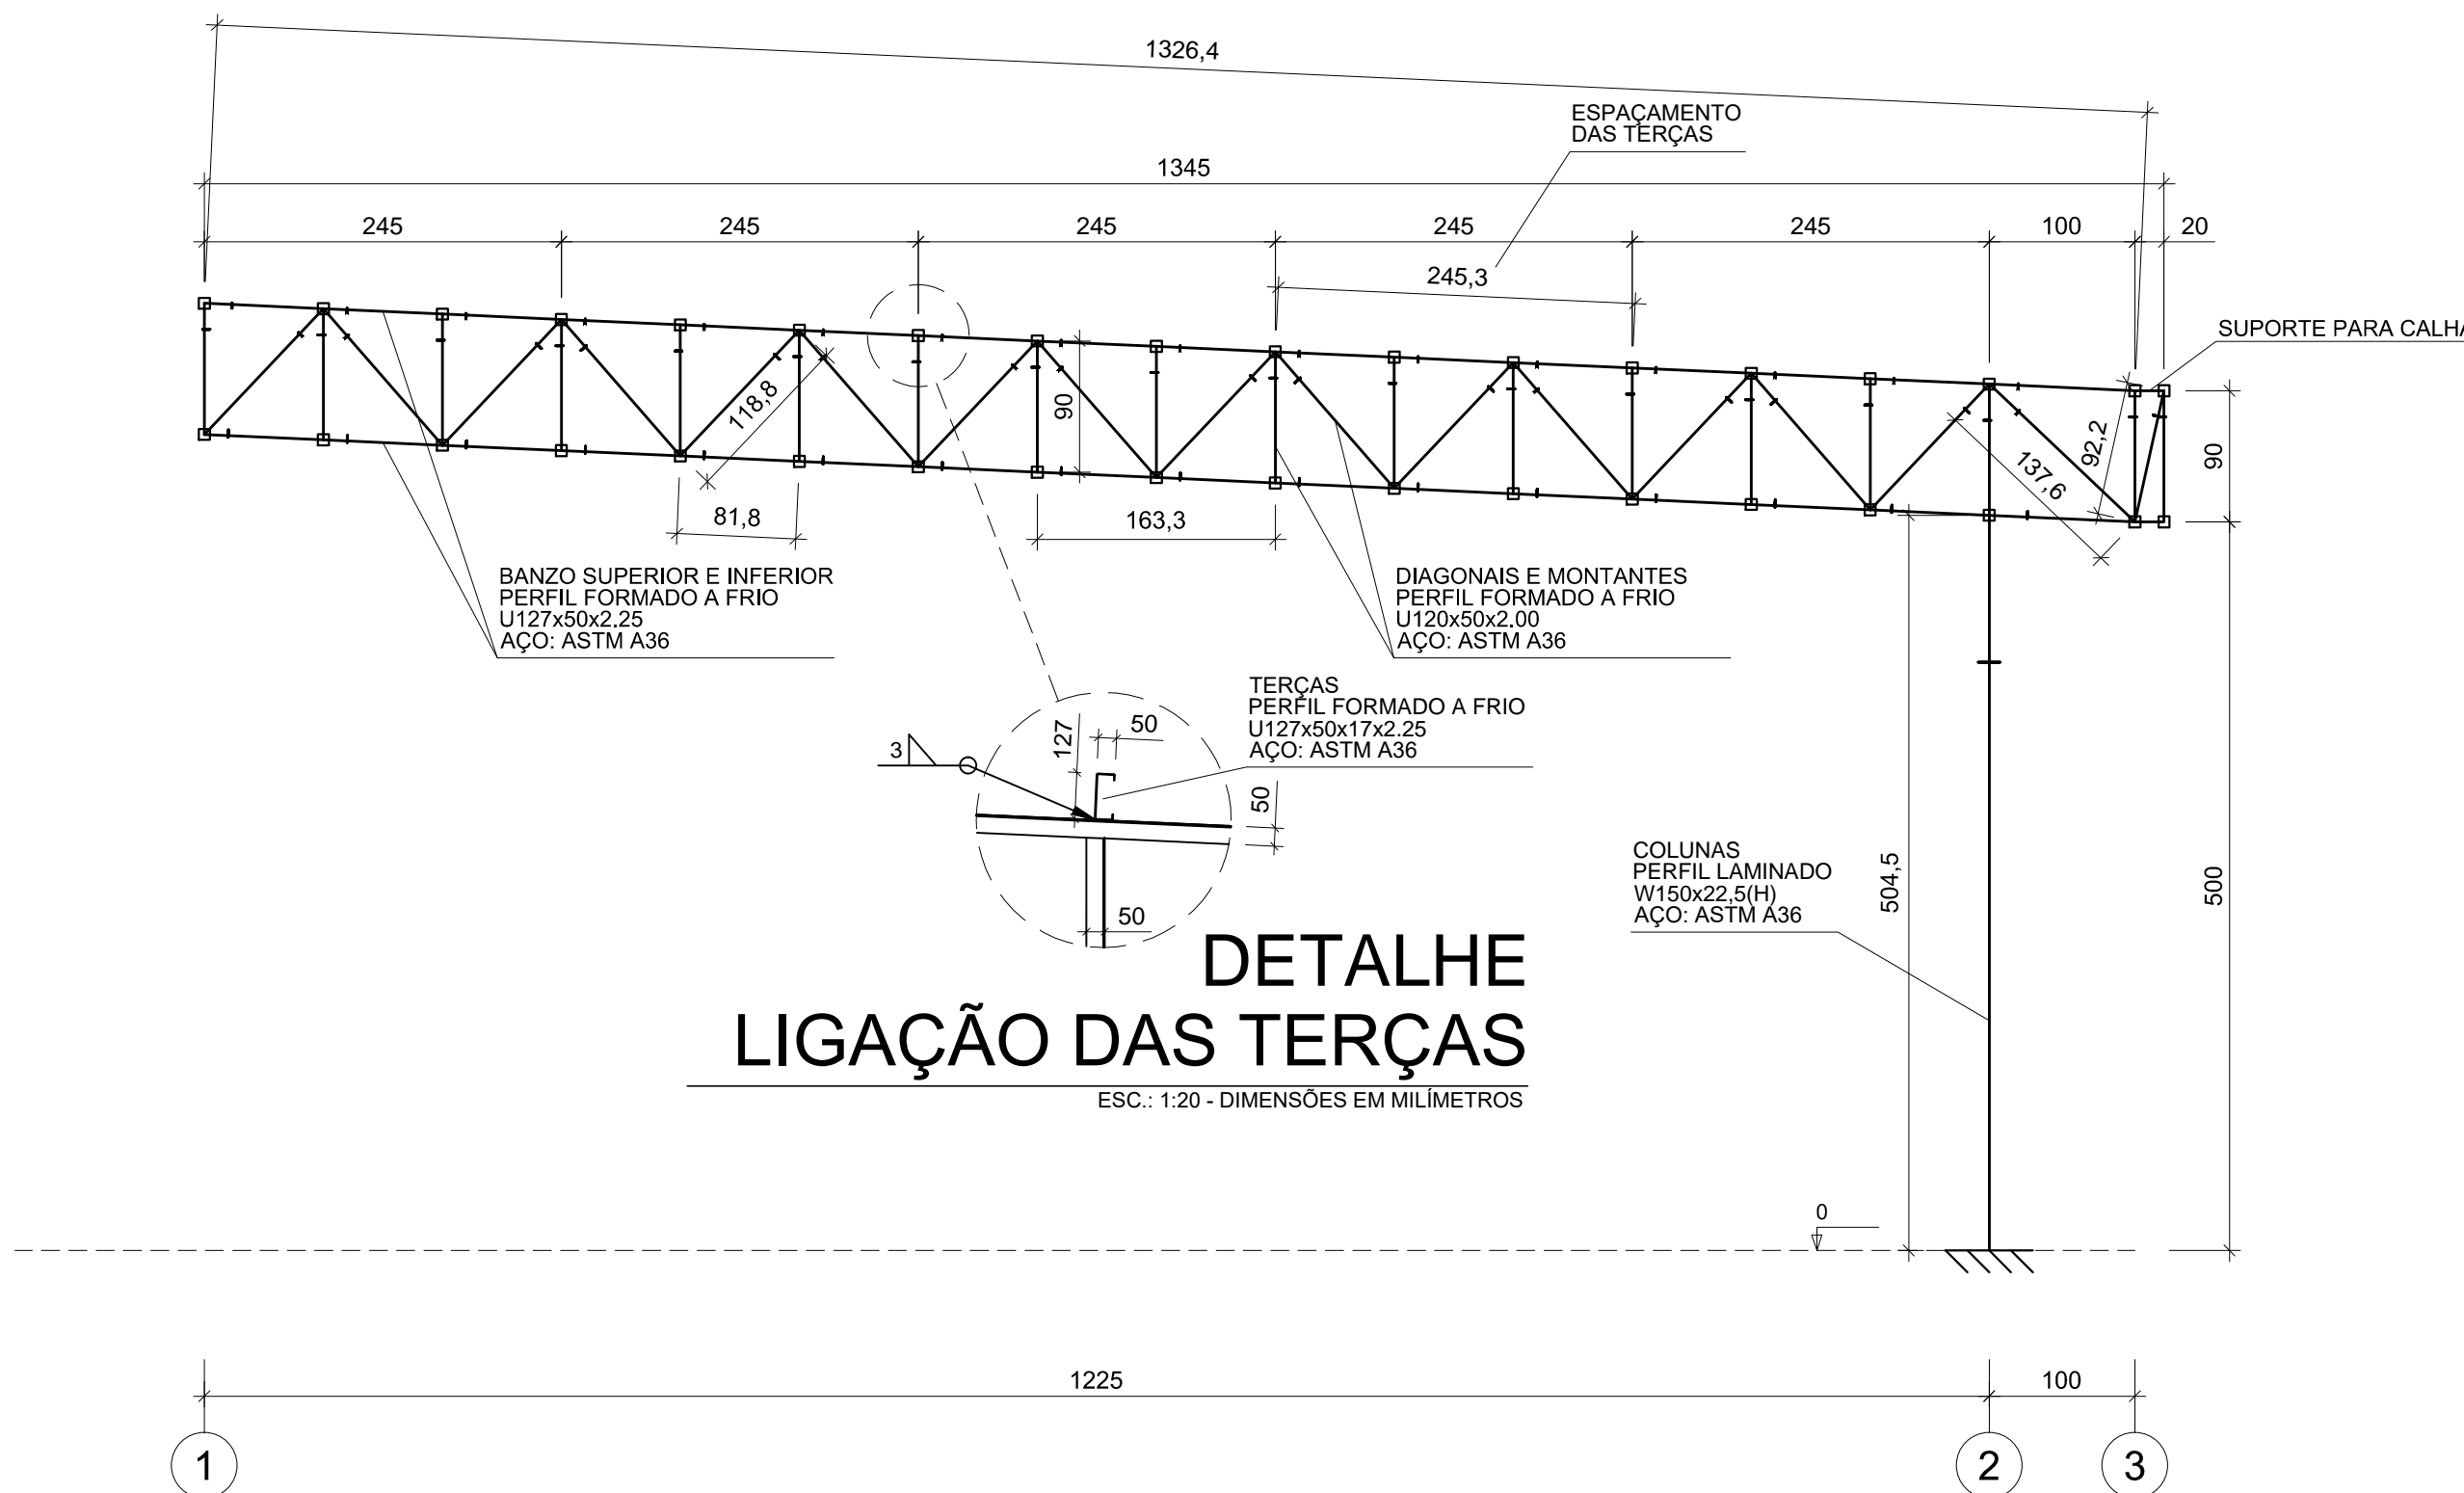 1326,4
ESPAÇAMENTO
DAS TERÇAS
1345
245
245
245
245
245
100
20
245,3
SUPORTE PARA CALHA
118,8
90
92,2
137,6
90
81,8
163,3
BANZO SUPERIOR E INFERIOR
PERFIL FORMADO A FRIO
U127x50x2.25
AÇO: ASTM A36
DIAGONAIS E MONTANTES
PERFIL FORMADO A FRIO
U120x50x2.00
AÇO: ASTM A36
TERÇAS
PERFIL FORMADO A FRIO
U127x50x17x2.25
AÇO: ASTM A36
127
50
3
50
50
COLUNAS
PERFIL LAMINADO
W150x22,5(H)
AÇO: ASTM A36
504,5
500
DETALHE
LIGAÇÃO DAS TERÇAS
ESC.: 1:20 - DIMENSÕES EM MILÍMETROS
0
1225
100
1
2
3